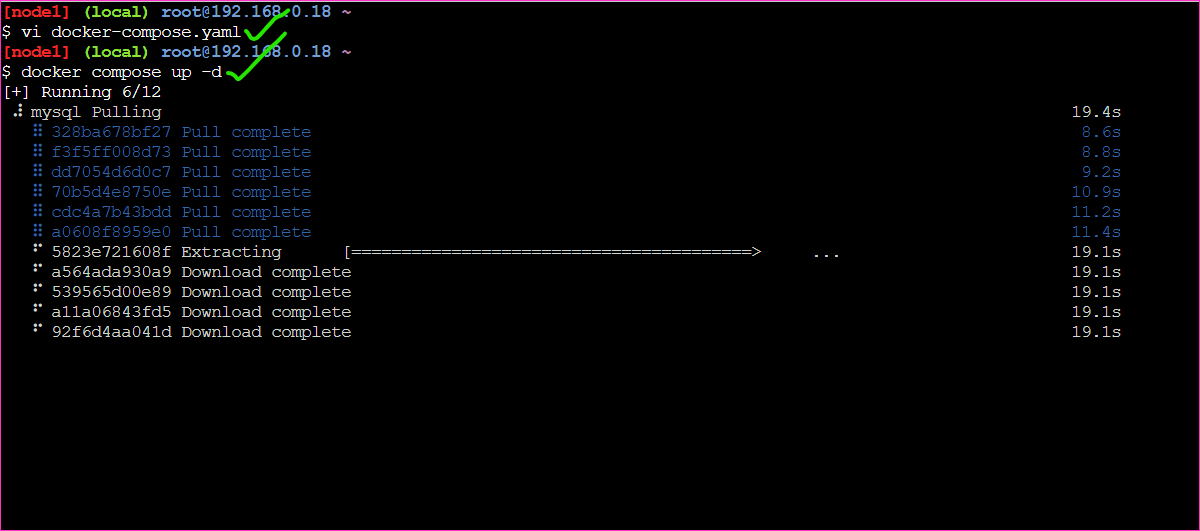 [node1] (local) root@192.168.0.18 ~
$ vi docker-compose.yaml
[node1] (local) root@192.168.0.18 ~
$ docker compose up -d
[+] Running 6/12
mysql Pulling 19.4s
328ba678bf27 Pull complete 8.6s
f3f5ff008d73 Pull complete 8.8s
dd7054d6d0c7 Pull complete 9.2s
70b5d4e8750e Pull complete 10.9s
cdc4a7b43bdd Pull complete 11.2s
a0608f8959e0 Pull complete 11.4s
5823e721608f Extracting [========================================> ... 19.1s
a564ada930a9 Download complete 19.1s
539565d00e89 Download complete 19.1s
a11a06843fd5 Download complete 19.1s
92f6d4aa041d Download complete 19.1s